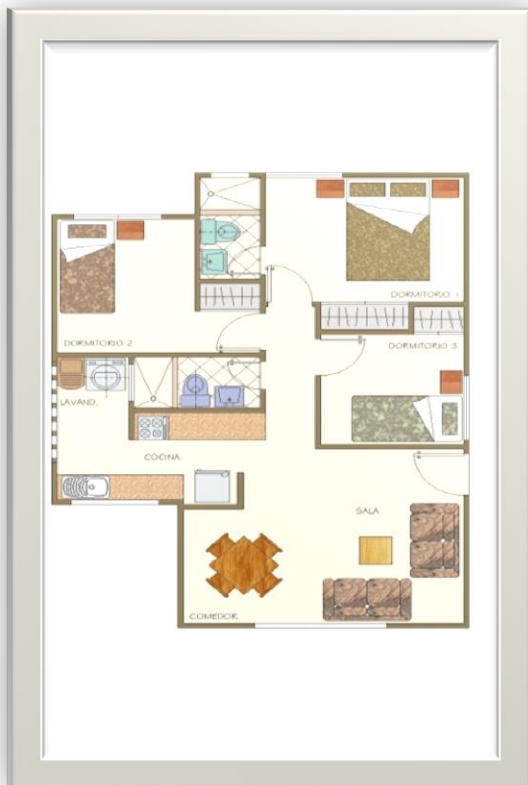 DORMITORIO 1
DORMITORIO 2
DORMITORIO 3
LAVAND.
COCINA
SALA
COMEDOR